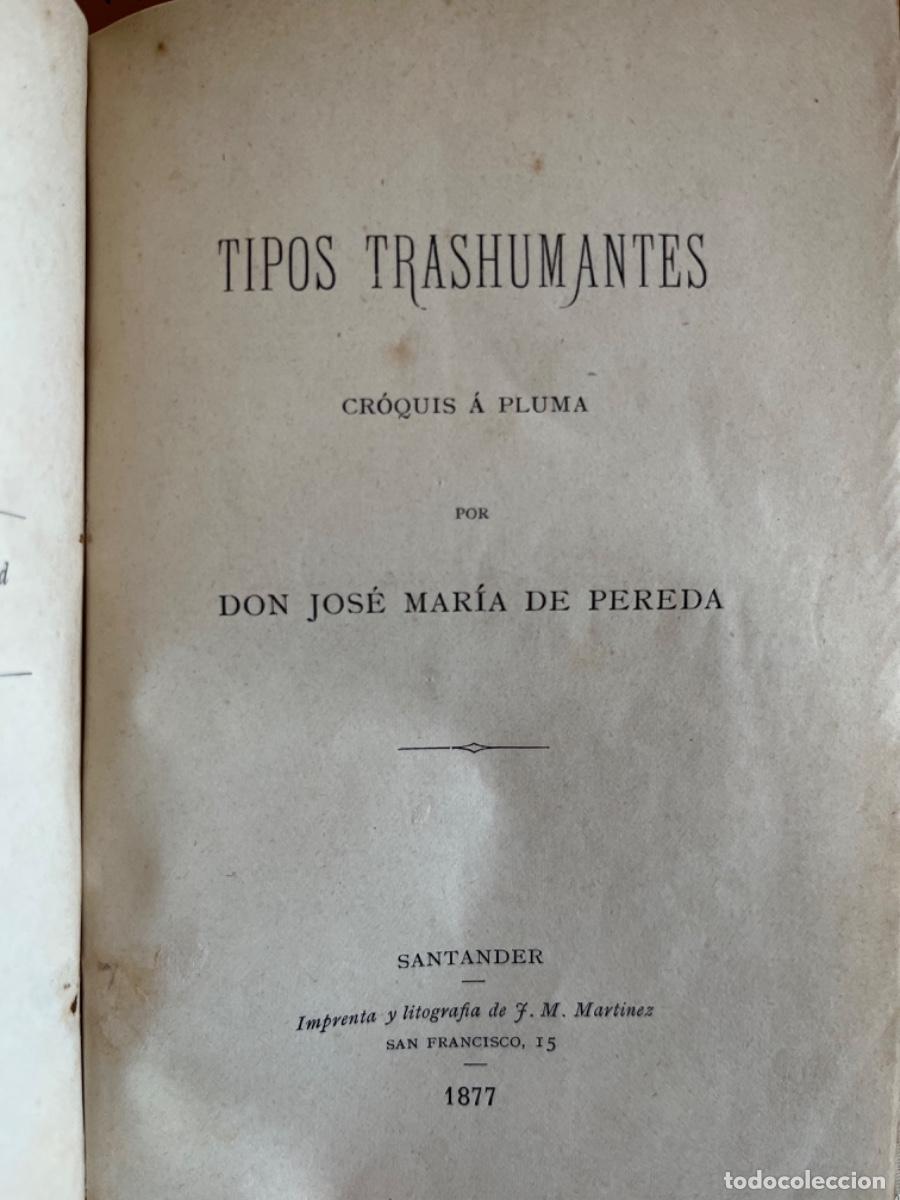 TIPOS TRASHUMANTES
CRÓQUIS Á PLUMA
POR
DON JOSÉ MARÍA DE PEREDA
SANTANDER
Imprenta y litografia de J. M. Martinez
SAN FRANCISCO, 15
1877
d
todocoleccion